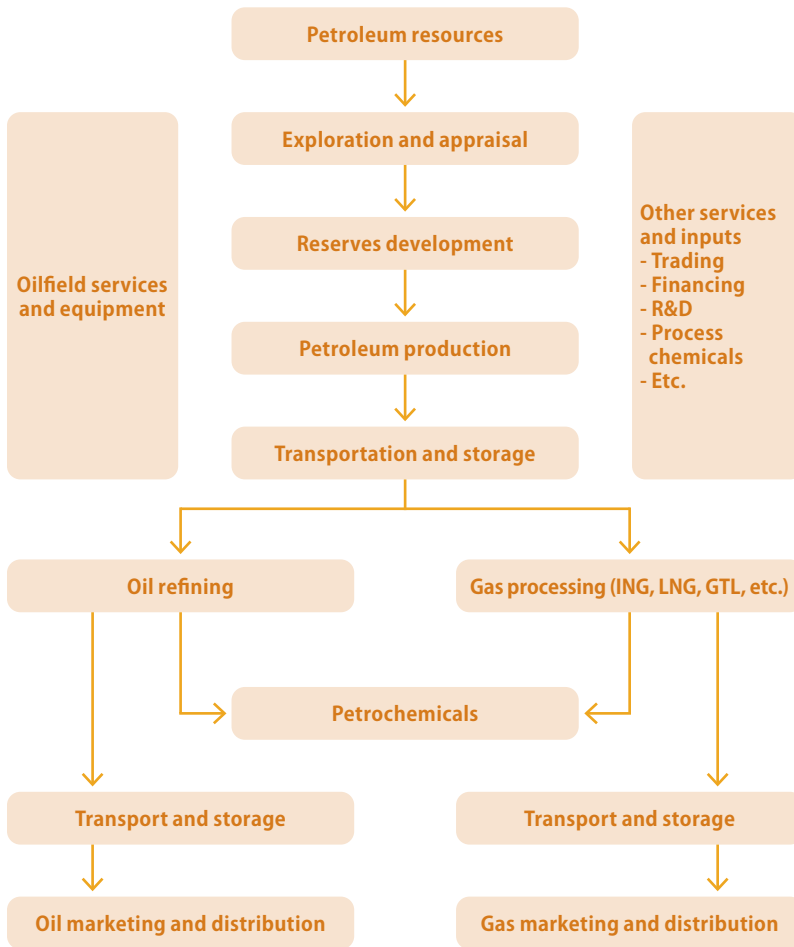 Petroleum resources
Exploration and appraisal
Reserves development
Petroleum production
Transportation and storage
Oilfield services
and equipment
Other services
and inputs
- Trading
- Financing
- R&D
- Process
chemicals
- Etc.
Oil refining
Gas processing (ING, LNG, GTL, etc.)
Petrochemicals
Transport and storage
Transport and storage
Oil marketing and distribution
Gas marketing and distribution